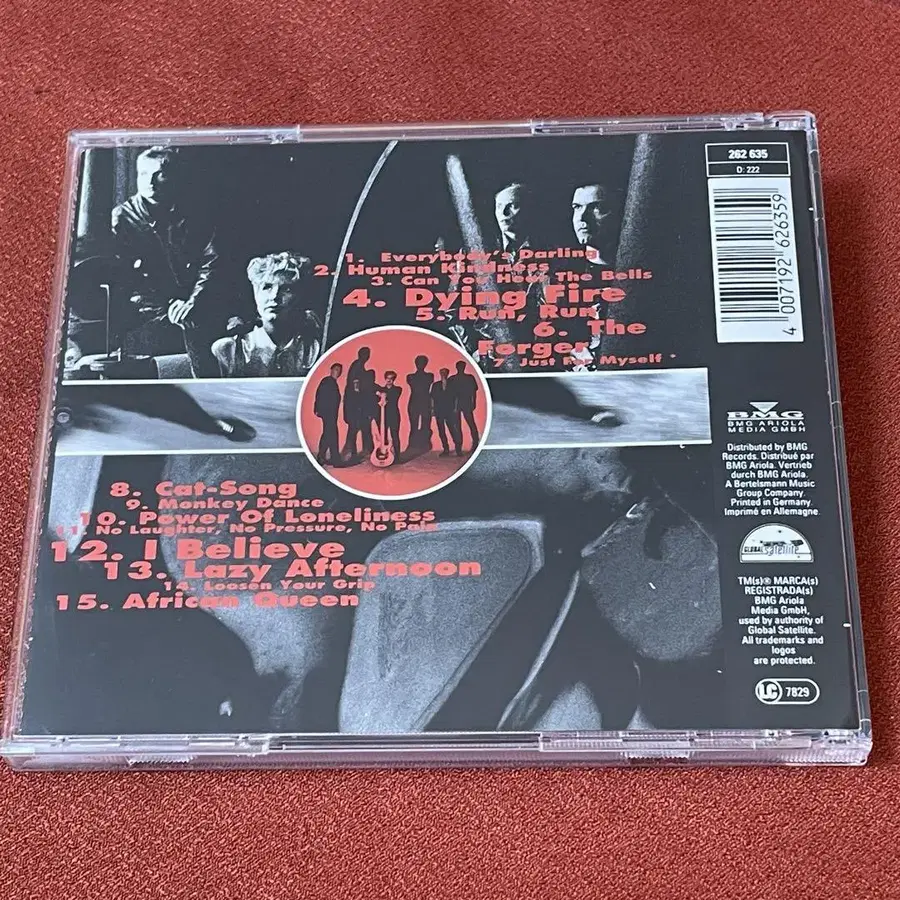 1. Everybody's Darling
2. Human Kindness
3. Can You Hear The Bells
4. Dying Fire
5. Run, Run
6. The
Forger
7. Just For Myself *
8. Cat-Song
9. Monkey Dance
10. Power Of Loneliness
11. No Laughter, No Pressure, No Pain
12. I Believe
13. Lazy Afternoon
14. Loosen Your Grip
15. African Queen
262 635
D: 222
4 007192 626359
BMG
BMG ARIOLA
MEDIA GMBH
Distributed by BMG
Records. Distribué par
BMG Ariola. Vertrieb
durch BMG Ariola.
A Bertelsmann Music
Group Company.
Printed in Germany.
Imprimé en Allemagne.
GLOBAL satellite
TM(s)® MARCA(s)
REGISTRADA(s)
BMG Ariola
Media GmbH,
used by authority of
Global Satellite.
All trademarks and
logos
are protected.
LC 7829